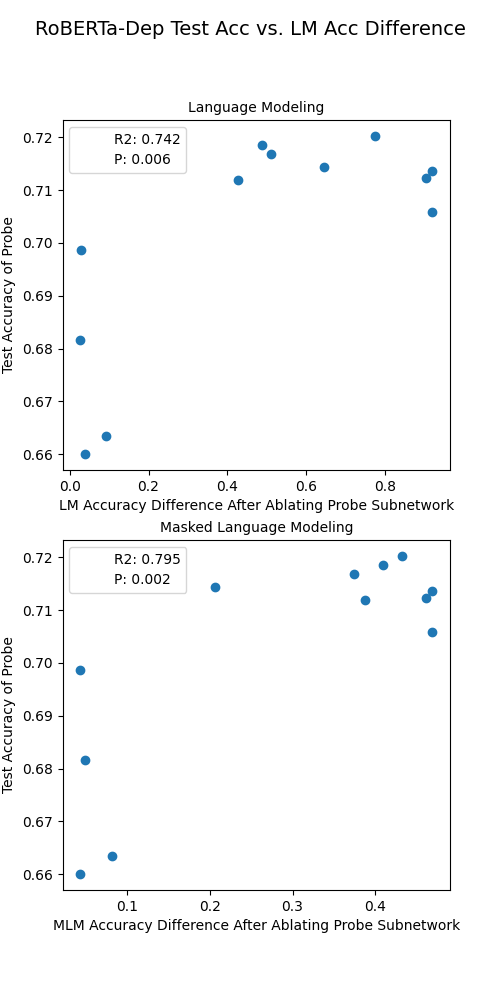 RoBERTa-Dep Test Acc vs. LM Acc Difference
Language Modeling
R2: 0.742
P: 0.006
0.72
0.71
0.70
0.69
0.68
0.67
0.66
Test Accuracy of Probe
0.0 0.2 0.4 0.6 0.8
LM Accuracy Difference After Ablating Probe Subnetwork
Masked Language Modeling
R2: 0.795
P: 0.002
0.72
0.71
0.70
0.69
0.68
0.67
0.66
Test Accuracy of Probe
0.1 0.2 0.3 0.4
MLM Accuracy Difference After Ablating Probe Subnetwork